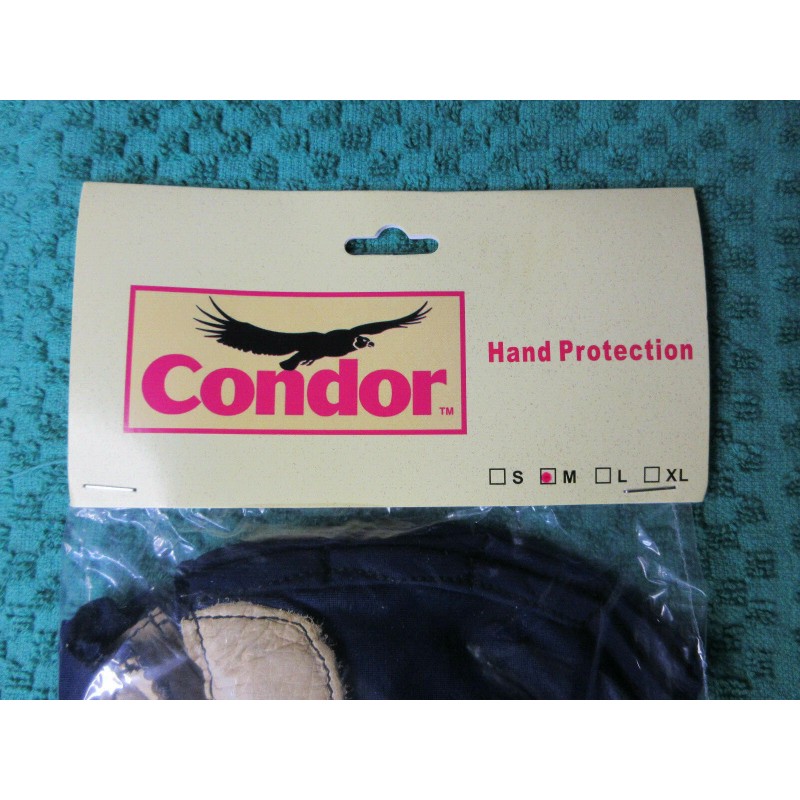 Condor™
Hand Protection
S M L XL